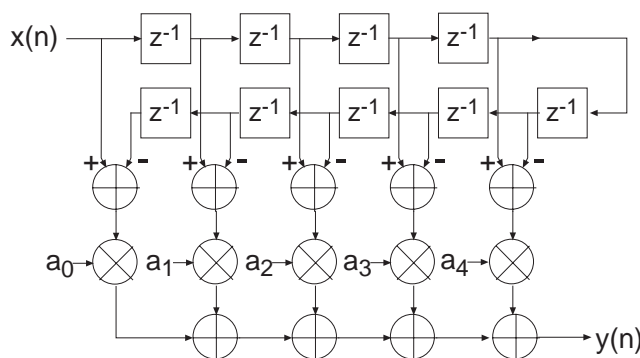 x(n) z⁻¹ z⁻¹ z⁻¹ z⁻¹
z⁻¹ z⁻¹ z⁻¹ z⁻¹ z⁻¹
+ - + - + - + - + -
a₀ a₁ a₂ a₃ a₄
y(n)